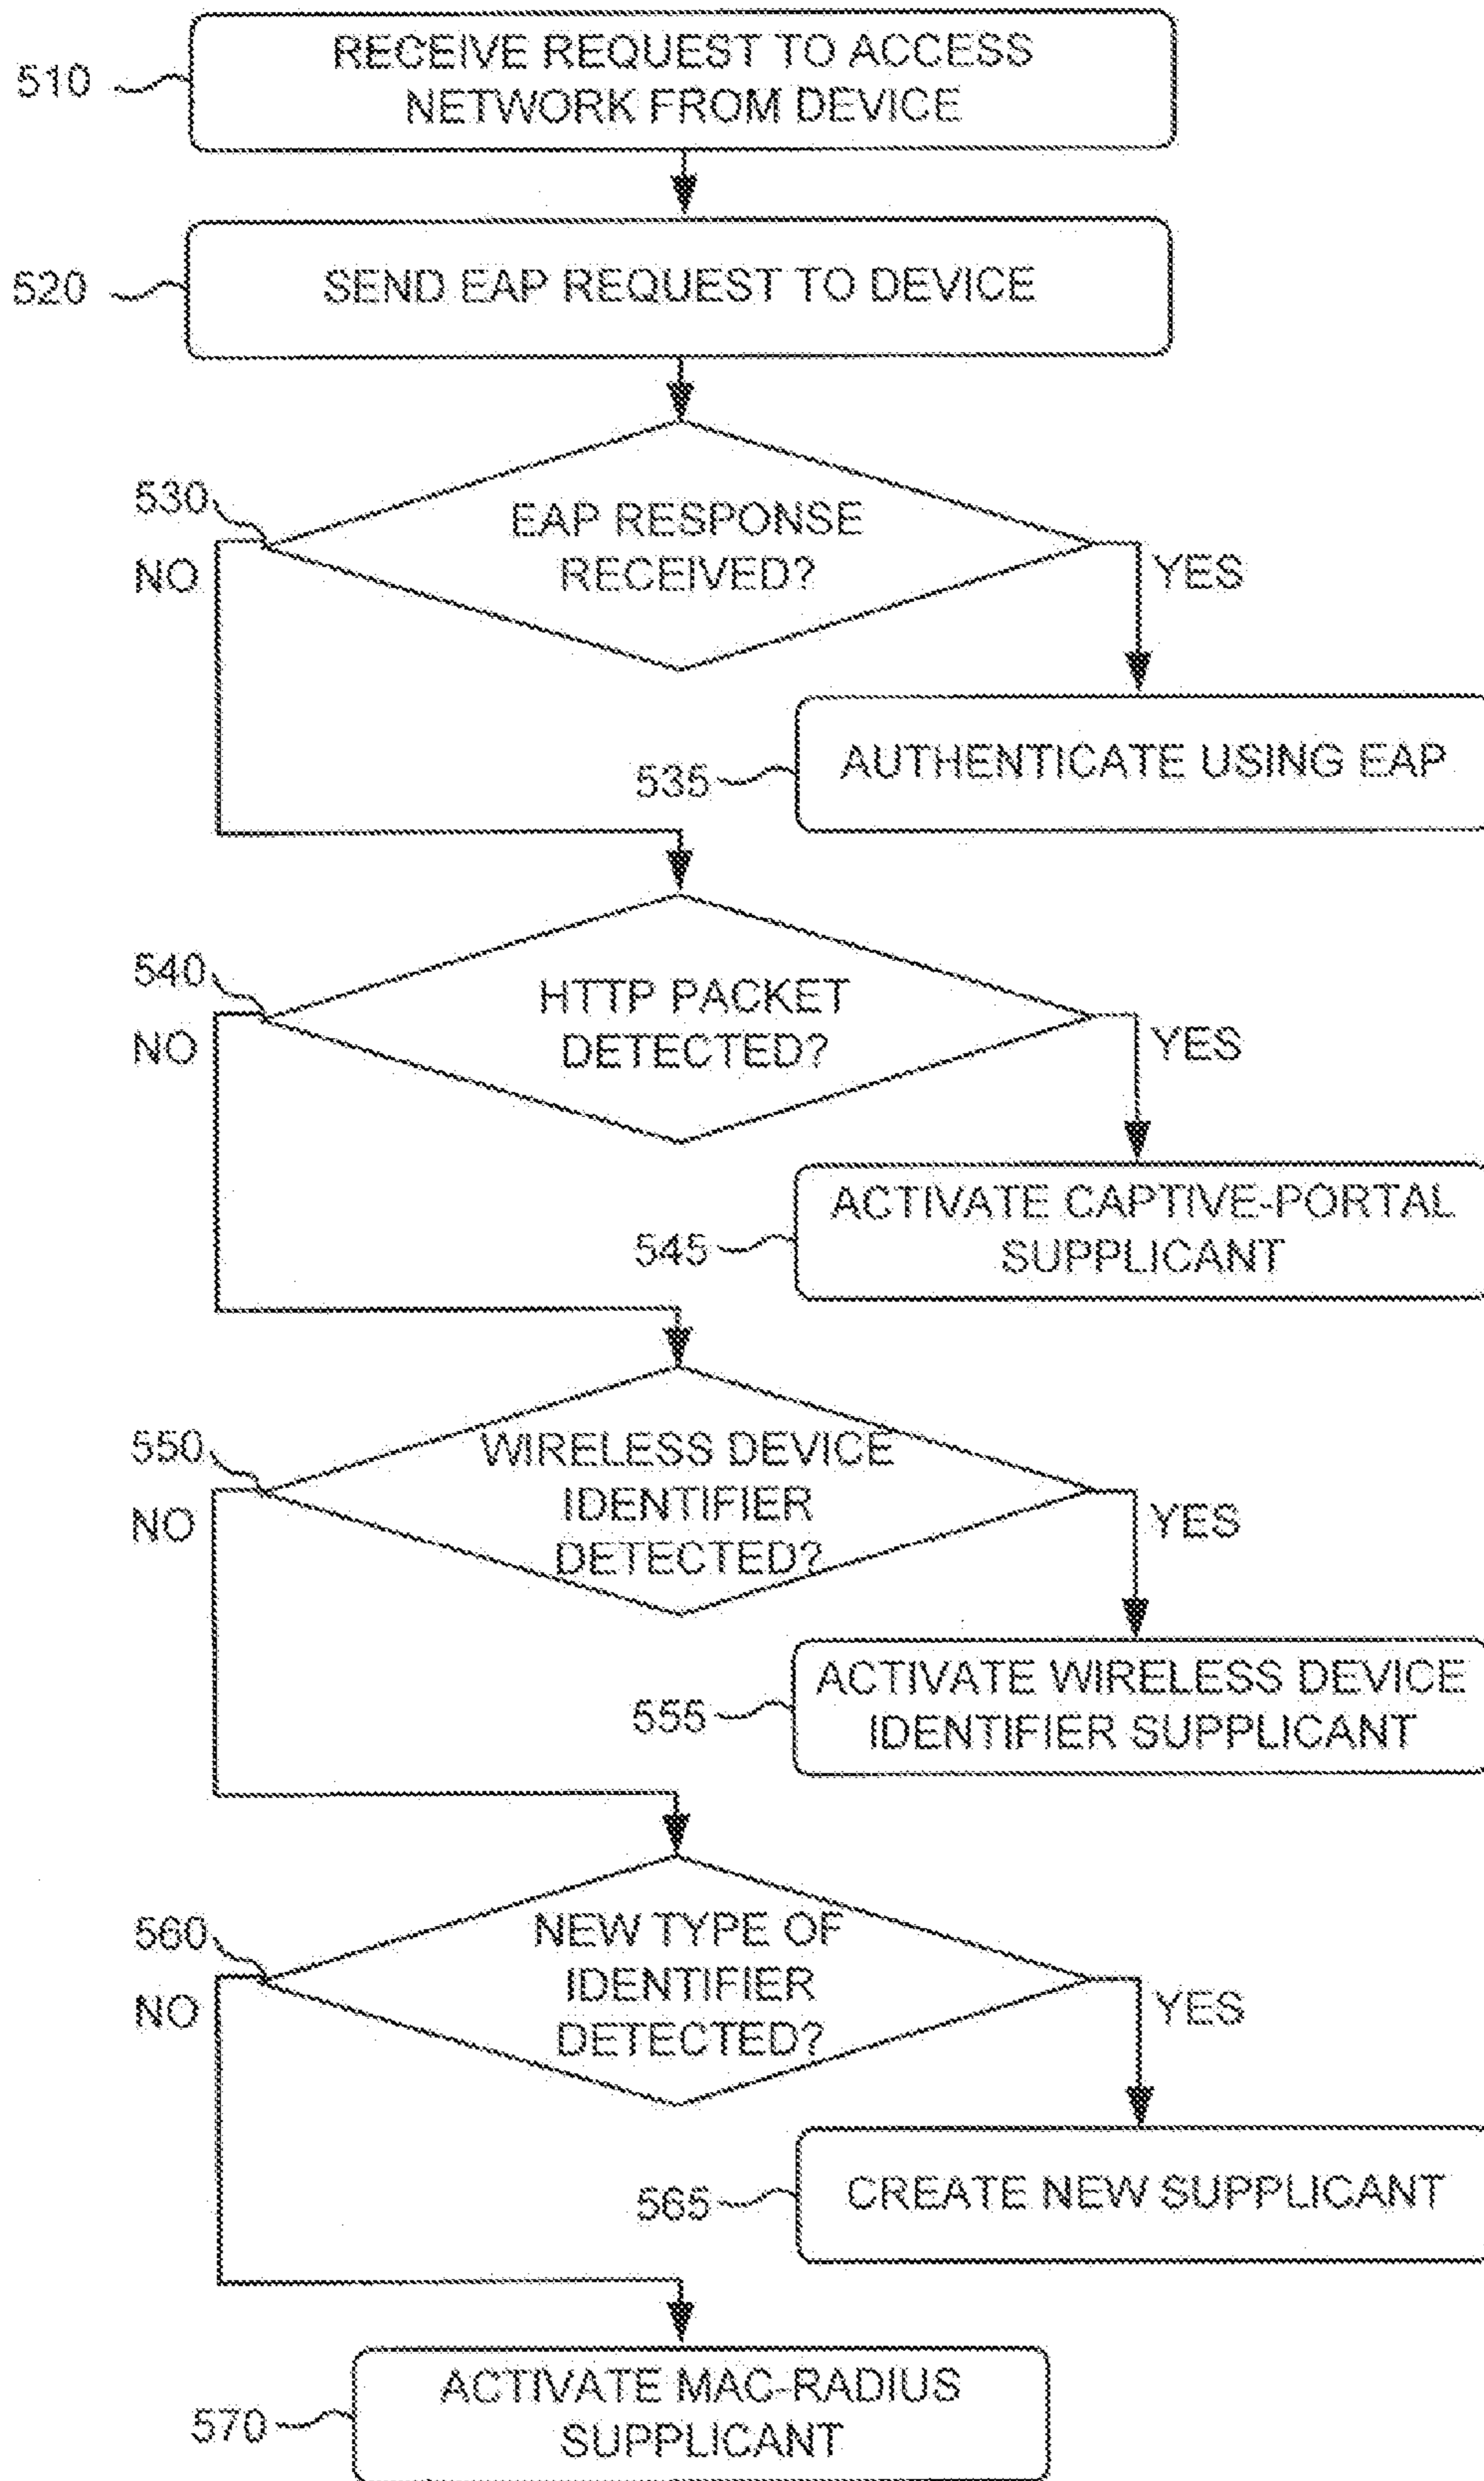 RECEIVE REQUEST TO ACCESS
NETWORK FROM DEVICE
510
SEND EAP REQUEST TO DEVICE
520
530
EAP RESPONSE
RECEIVED?
NO
YES
AUTHENTICATE USING EAP
535
540
HTTP PACKET
DETECTED?
NO
YES
ACTIVATE CAPTIVE-PORTAL
SUPPLICANT
545
550
WIRELESS DEVICE
IDENTIFIER
DETECTED?
NO
YES
ACTIVATE WIRELESS DEVICE
IDENTIFIER SUPPLICANT
555
560
NEW TYPE OF
IDENTIFIER
DETECTED?
NO
YES
CREATE NEW SUPPLICANT
565
ACTIVATE MAC-RADIUS
SUPPLICANT
570